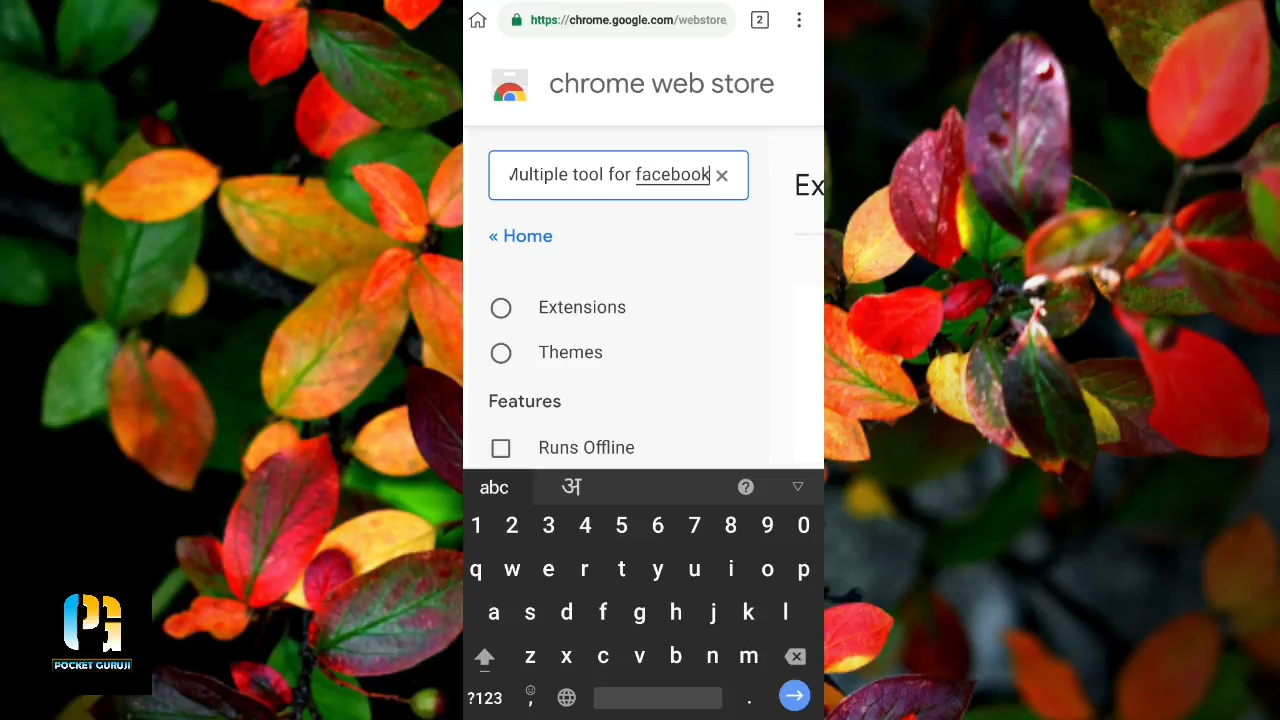 https://chrome.google.com/webstore
2
chrome web store
Multiple tool for facebook
Ex
« Home
Extensions
Themes
Features
Runs Offline
abc अ ?
1 2 3 4 5 6 7 8 9 0
q w e r t y u i o p
a s d f g h j k l
z x c v b n m
?123 , .
PG
POCKET GURUJI